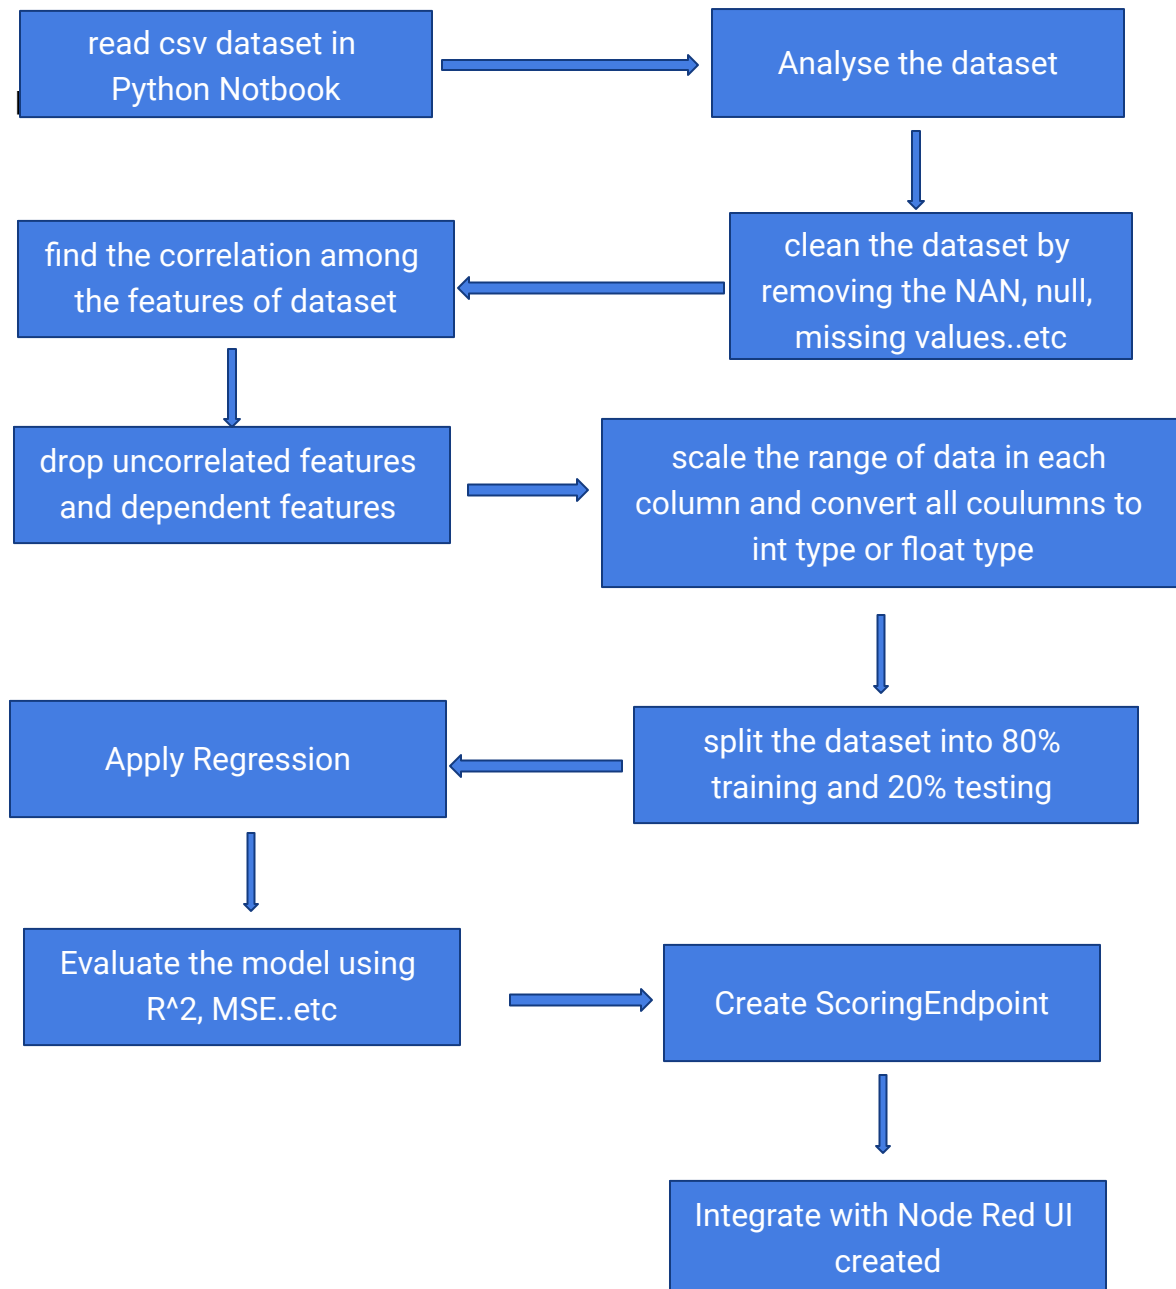 read csv dataset in
Python Notbook
Analyse the dataset
clean the dataset by
removing the NAN, null,
missing values..etc
find the correlation among
the features of dataset
drop uncorrelated features
and dependent features
scale the range of data in each
column and convert all coulumns to
int type or float type
split the dataset into 80%
training and 20% testing
Apply Regression
Evaluate the model using
R^2, MSE..etc
Create ScoringEndpoint
Integrate with Node Red UI
created